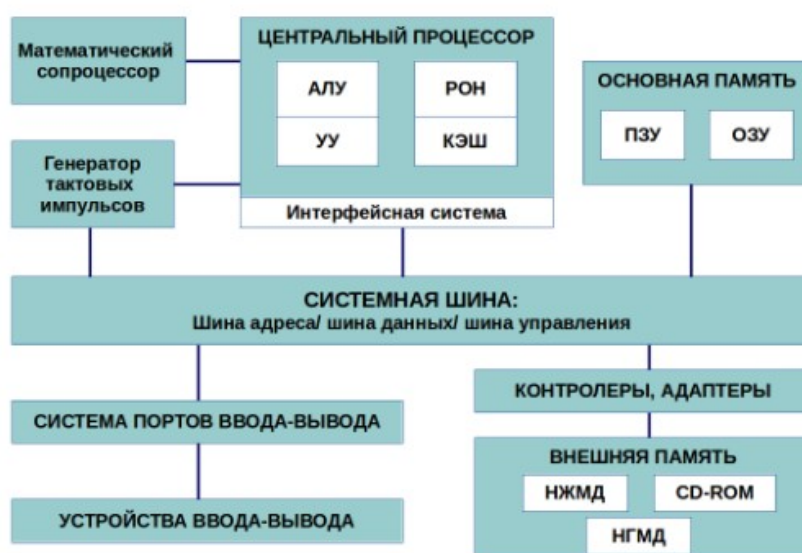 Математический
сопроцессор
ЦЕНТРАЛЬНЫЙ ПРОЦЕССОР
АЛУ
РОН
УУ
КЭШ
Интерфейсная система
ОСНОВНАЯ ПАМЯТЬ
ПЗУ
ОЗУ
Генератор
тактовых
импульсов
СИСТЕМНАЯ ШИНА:
Шина адреса/ шина данных/ шина управления
СИСТЕМА ПОРТОВ ВВОДА-ВЫВОДА
УСТРОЙСТВА ВВОДА-ВЫВОДА
КОНТРОЛЕРЫ, АДАПТЕРЫ
ВНЕШНЯЯ ПАМЯТЬ
НЖМД
CD-ROM
НГМД